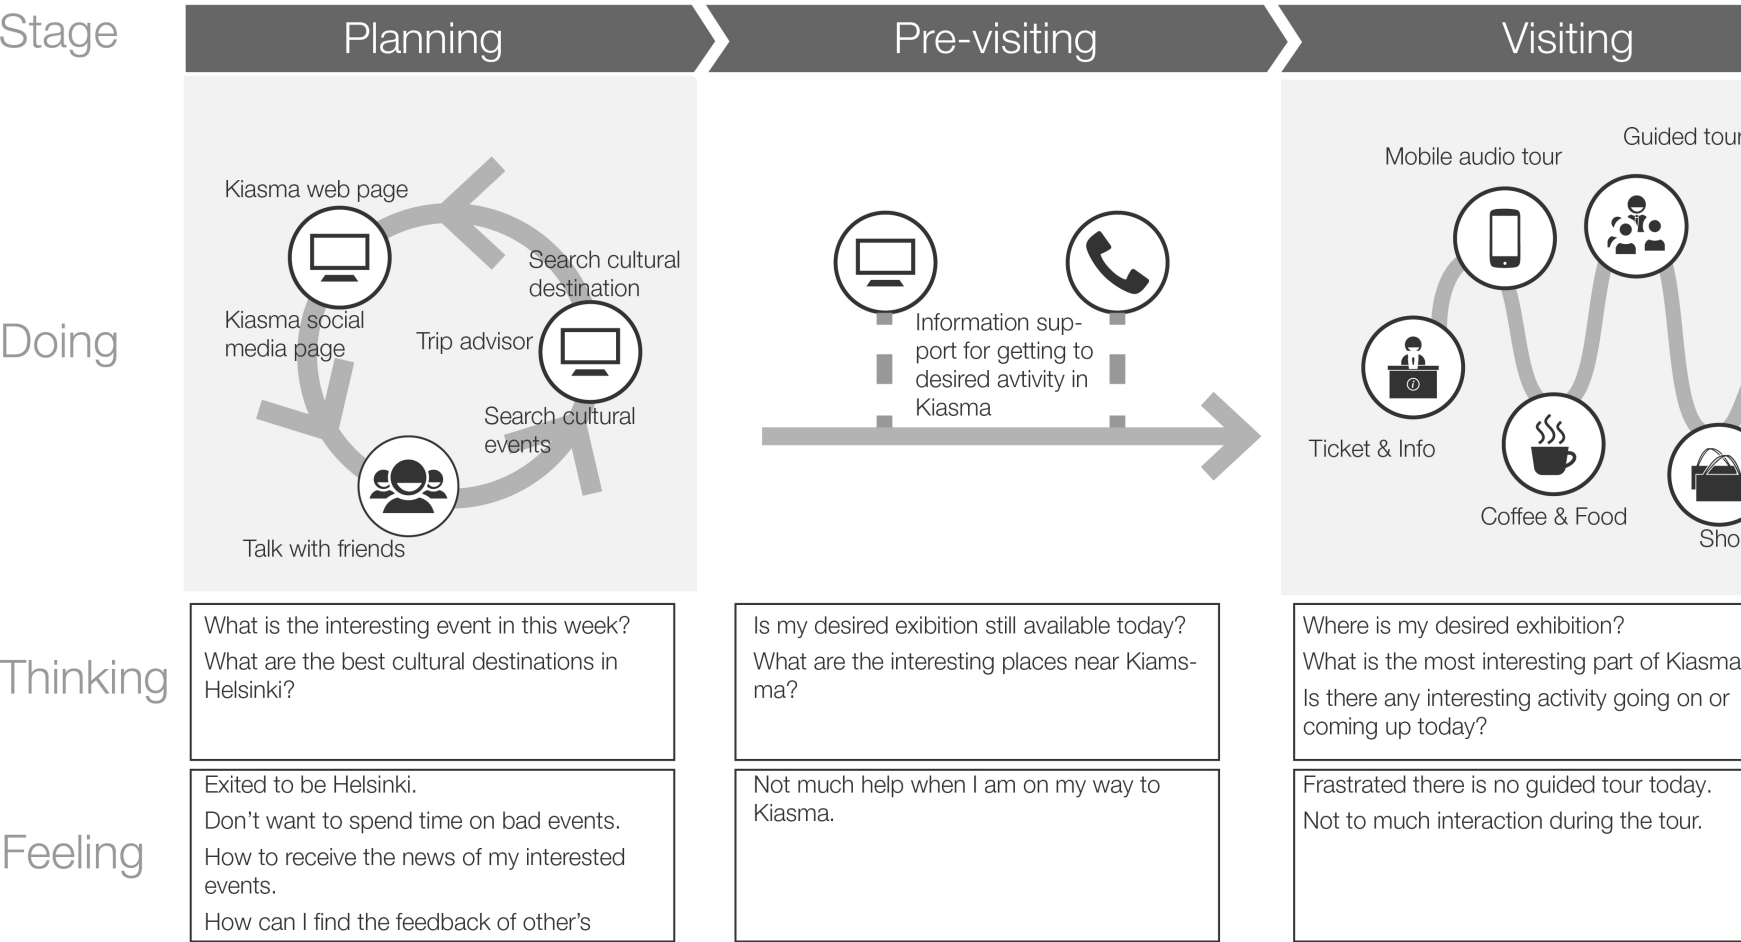 Stage
Planning
Pre-visiting
Visiting
Doing
Kiasma web page
Search cultural
destination
Kiasma social
media page
Trip advisor
Search cultural
events
Talk with friends
Information sup-
port for getting to
desired avtivity in
Kiasma
Mobile audio tour
Guided tour
Ticket & Info
Coffee & Food
Sho
Thinking
What is the interesting event in this week?
What are the best cultural destinations in
Helsinki?
Is my desired exibition still available today?
What are the interesting places near Kiams-
ma?
Where is my desired exhibition?
What is the most interesting part of Kiasma
Is there any interesting activity going on or
coming up today?
Feeling
Exited to be Helsinki.
Don't want to spend time on bad events.
How to receive the news of my interested
events.
How can I find the feedback of other's
Not much help when I am on my way to
Kiasma.
Frastrated there is no guided tour today.
Not to much interaction during the tour.